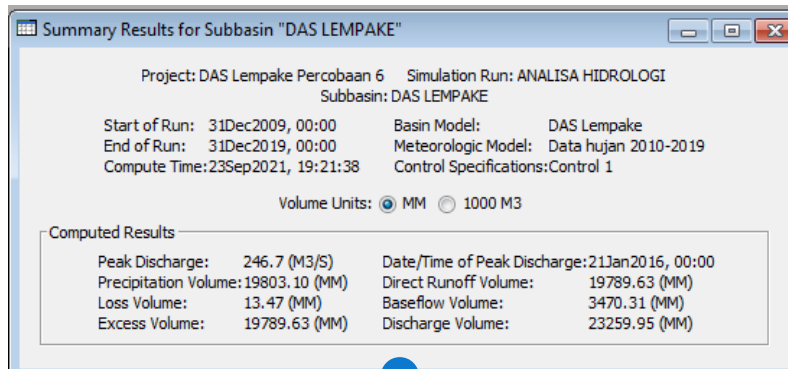 Summary Results for Subbasin "DAS LEMPAKE"
Project: DAS Lempake Percobaan 6 Simulation Run: ANALISA HIDROLOGI
Subbasin: DAS LEMPAKE
Start of Run: 31Dec2009, 00:00 Basin Model: DAS Lempake
End of Run: 31Dec2019, 00:00 Meteorologic Model: Data hujan 2010-2019
Compute Time:23Sep2021, 19:21:38 Control Specifications:Control 1
Volume Units: MM 1000 M3
Computed Results
Peak Discharge: 246.7 (M3/S) Date/Time of Peak Discharge:21Jan2016, 00:00
Precipitation Volume:19803.10 (MM) Direct Runoff Volume: 19789.63 (MM)
Loss Volume: 13.47 (MM) Baseflow Volume: 3470.31 (MM)
Excess Volume: 19789.63 (MM) Discharge Volume: 23259.95 (MM)